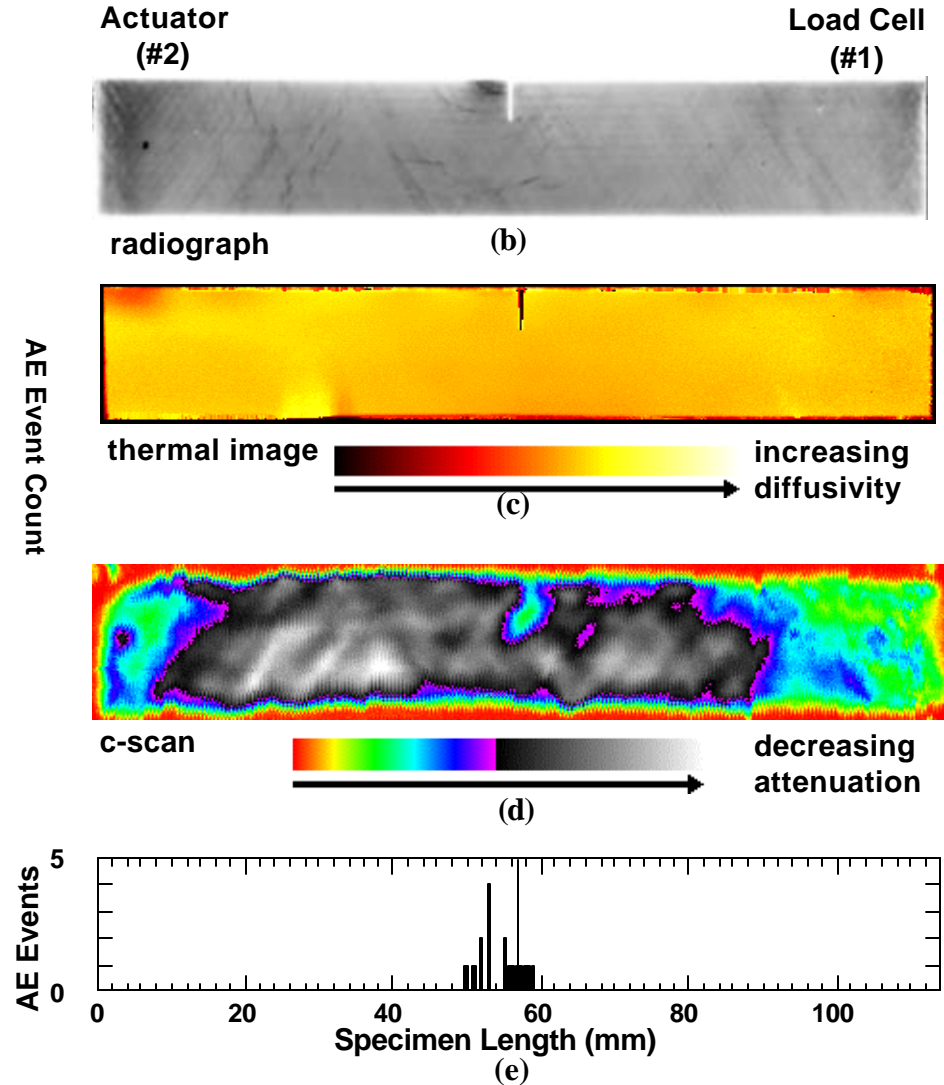 Actuator
(#2)
Load Cell
(#1)
radiograph
(b)
AE Event Count
thermal image
increasing
diffusivity
(c)
c-scan
decreasing
attenuation
(d)
AE Events
5
0
0 20 40 60 80 100
Specimen Length (mm)
(e)